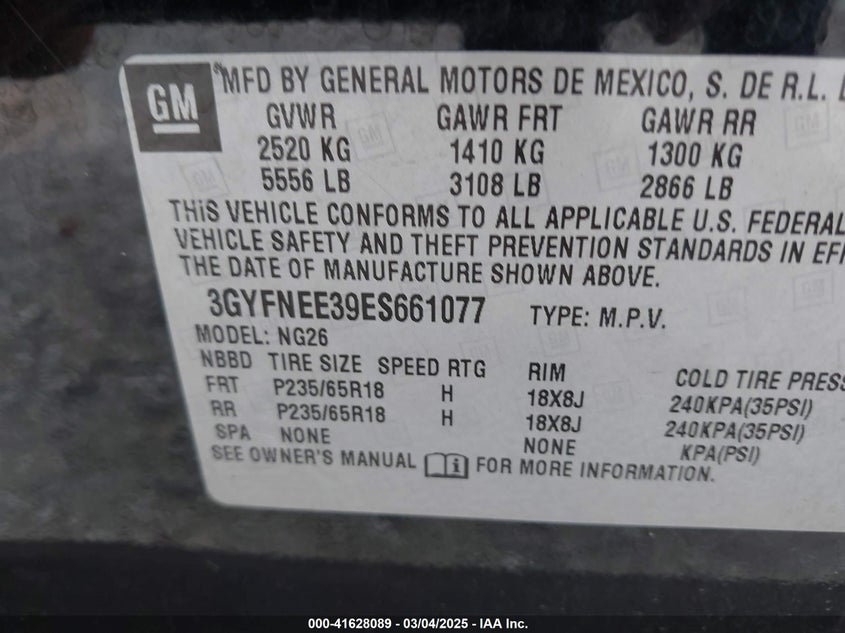 GM
MFD BY GENERAL MOTORS DE MEXICO, S. DE R.L.
GVWR GAWR FRT GAWR RR
2520 KG 1410 KG 1300 KG
5556 LB 3108 LB 2866 LB
THIS VEHICLE CONFORMS TO ALL APPLICABLE U.S. FEDERAL
VEHICLE SAFETY AND THEFT PREVENTION STANDARDS IN
THE DATE OF MANUFACTURE SHOWN ABOVE.
3GYFNEE39ES661077 TYPE: M.P.V.
MODEL: NG26
NBBD TIRE SIZE SPEED RTG RIM COLD TIRE PRESS
FRT P235/65R18 H 18X8J 240KPA(35PSI)
RR P235/65R18 H 18X8J 240KPA(35PSI)
SPA NONE NONE KPA(PSI)
SEE OWNER'S MANUAL FOR MORE INFORMATION.
000-41628089 - 03/04/2025 - IAA Inc.